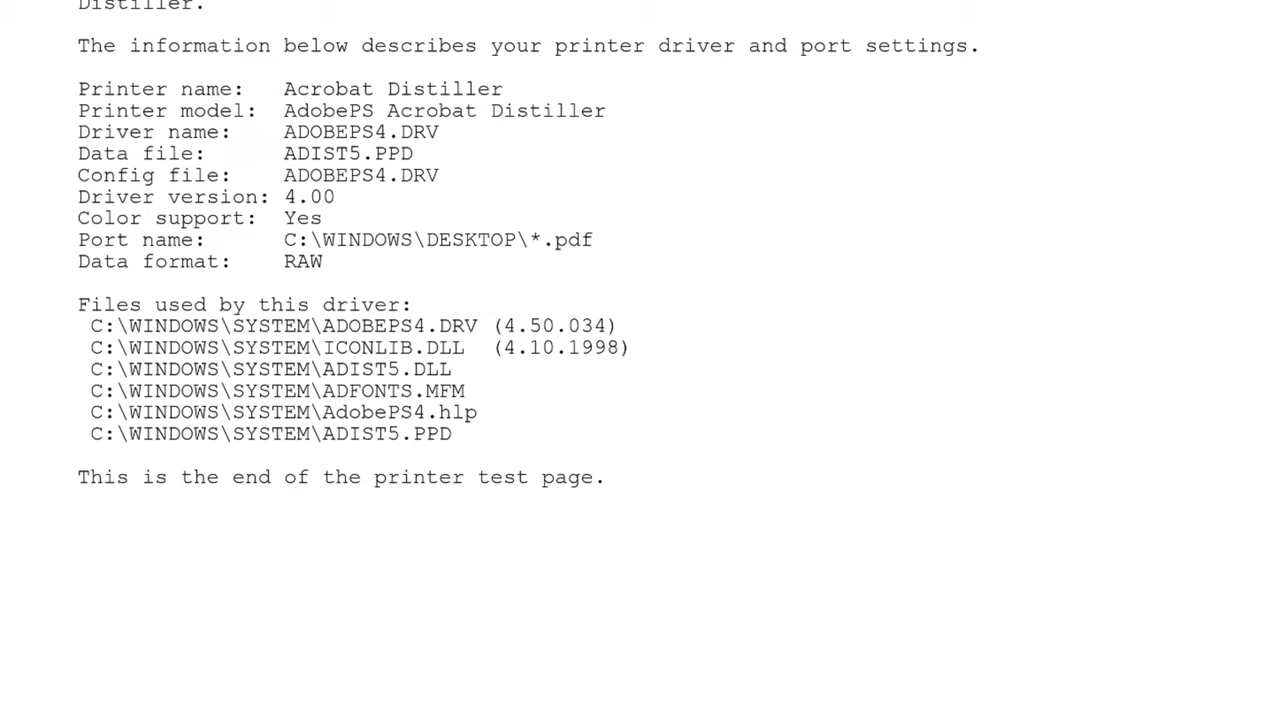 Distiller.
The information below describes your printer driver and port settings.
Printer name: Acrobat Distiller
Printer model: AdobePS Acrobat Distiller
Driver name: ADOBEPS4.DRV
Data file: ADIST5.PPD
Config file: ADOBEPS4.DRV
Driver version: 4.00
Color support: Yes
Port name: C:\WINDOWS\DESKTOP\*.pdf
Data format: RAW
Files used by this driver:
C:\WINDOWS\SYSTEM\ADOBEPS4.DRV (4.50.034)
C:\WINDOWS\SYSTEM\ICONLIB.DLL (4.10.1998)
C:\WINDOWS\SYSTEM\ADIST5.DLL
C:\WINDOWS\SYSTEM\ADFONTS.MFM
C:\WINDOWS\SYSTEM\AdobePS4.hlp
C:\WINDOWS\SYSTEM\ADIST5.PPD
This is the end of the printer test page.